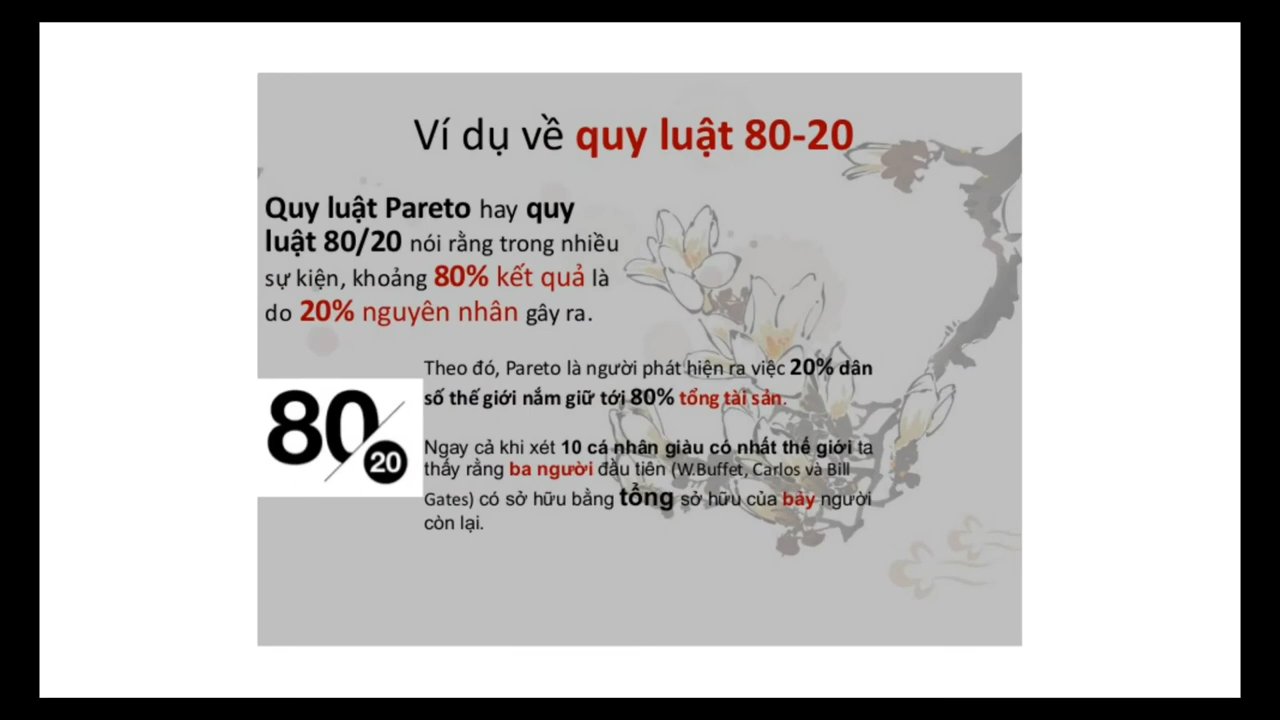 Ví dụ về quy luật 80-20
Quy luật Pareto hay quy
luật 80/20 nói rằng trong nhiều
sự kiện, khoảng 80% kết quả là
do 20% nguyên nhân gây ra.
Theo đó, Pareto là người phát hiện ra việc 20% dân
số thế giới nắm giữ tới 80% tổng tài sản.
80
20
Ngay cả khi xét 10 cá nhân giàu có nhất thế giới ta
thấy rằng ba người đầu tiên (W.Buffet, Carlos và Bill
Gates) có sở hữu bằng tổng sở hữu của bảy người
còn lại.